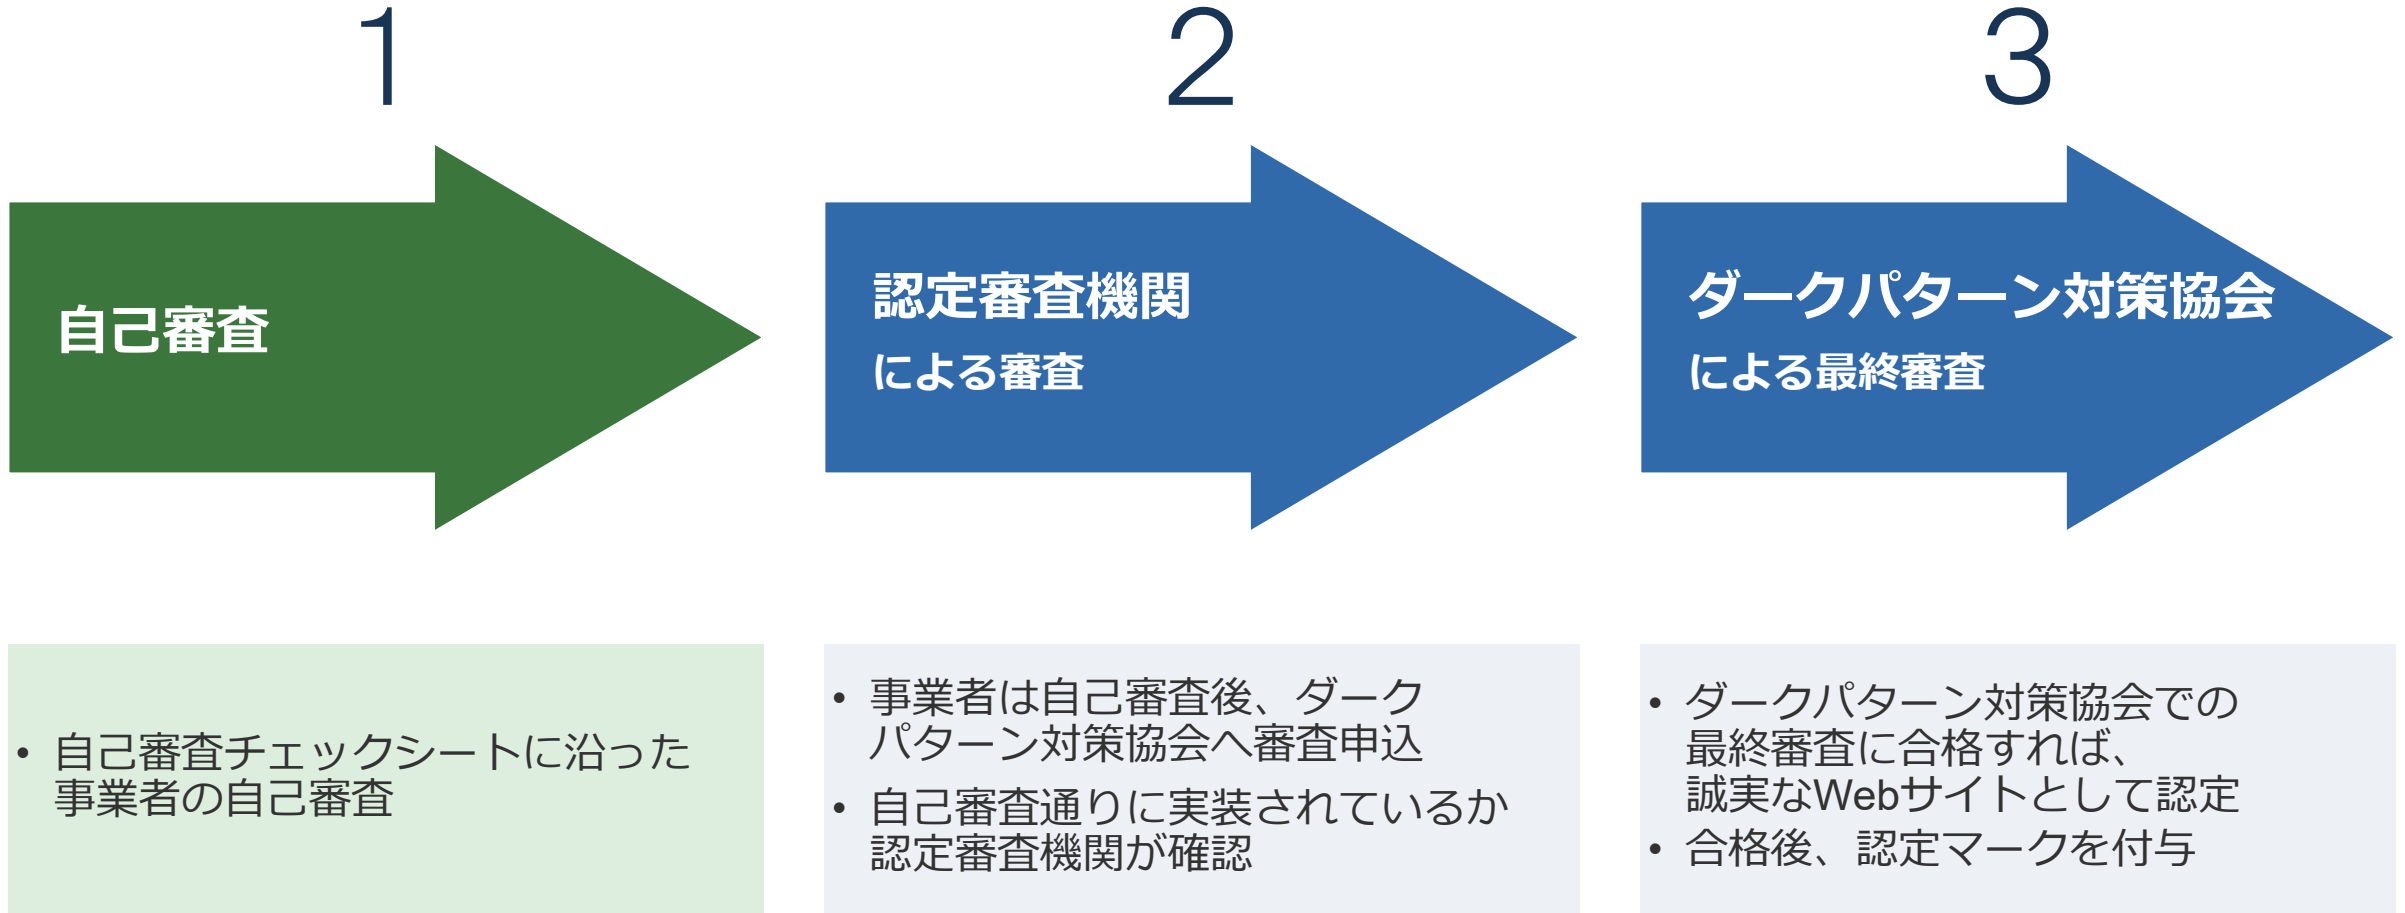 1
自己審査
• 自己審査チェックシートに沿った
事業者の自己審査
2
認定審査機関
による審査
• 事業者は自己審査後、ダーク
パターン対策協会へ審査申込
• 自己審査通りに実装されているか
認定審査機関が確認
3
ダークパターン対策協会
による最終審査
• ダークパターン対策協会での
最終審査に合格すれば、
誠実なWebサイトとして認定
• 合格後、認定マークを付与